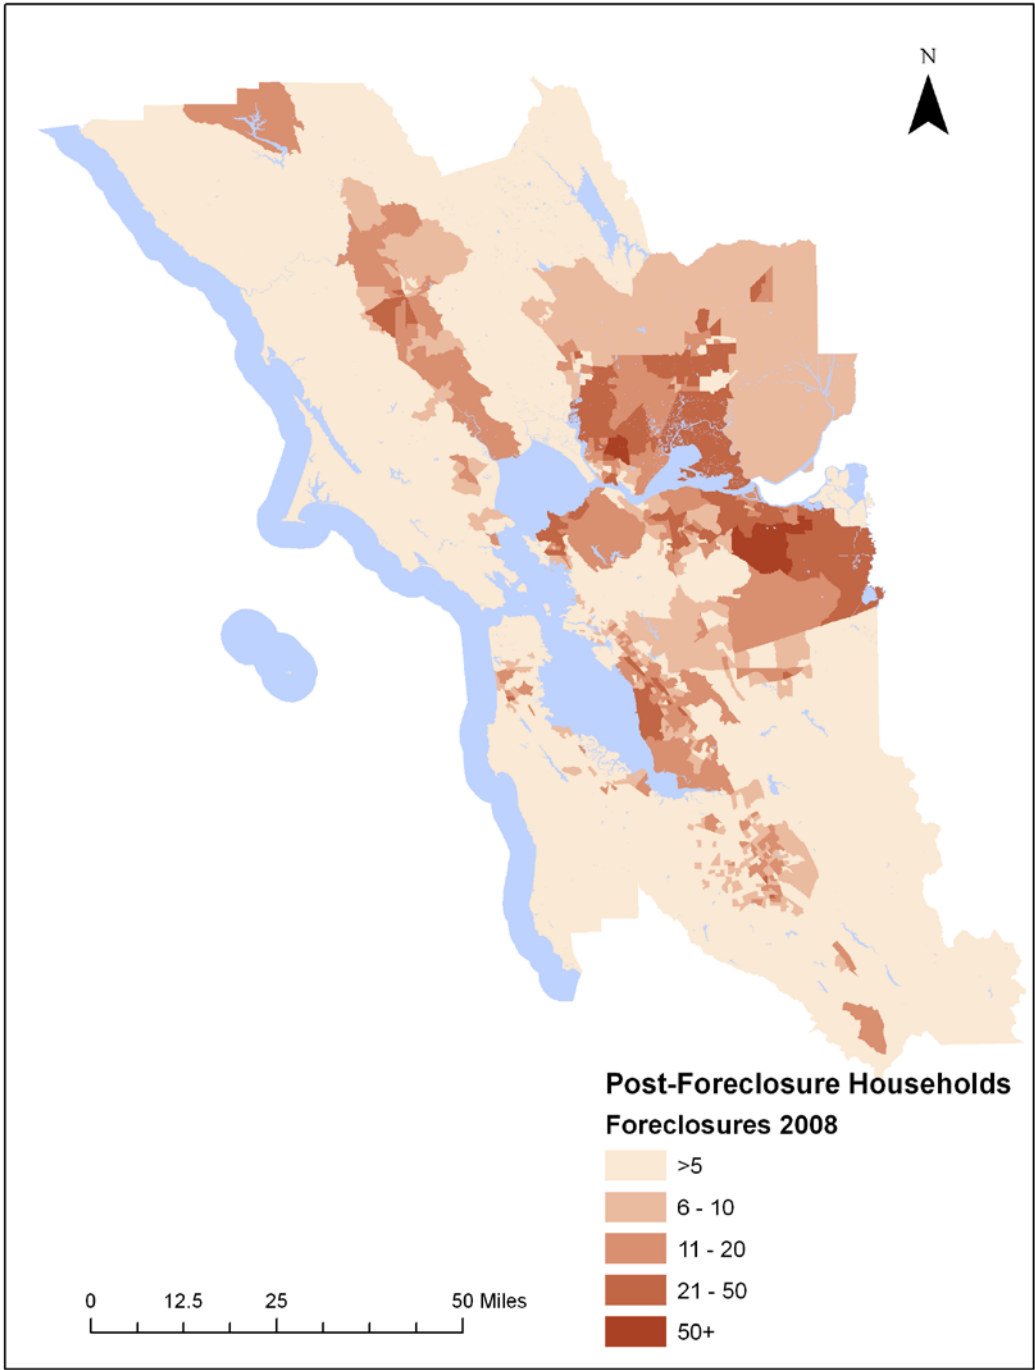 N
Post-Foreclosure Households
Foreclosures 2008
>5
6 - 10
11 - 20
21 - 50
50+
0 12.5 25 50 Miles